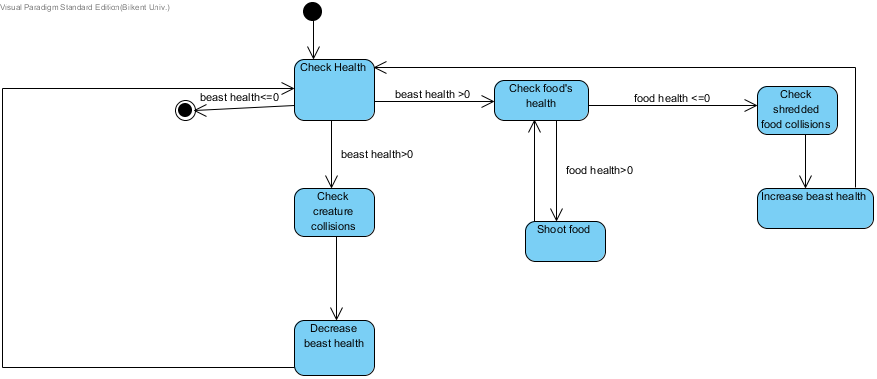 Visual Paradigm Standard Edition(Bilkent Univ.)
Check Health
beast health<=0
beast health >0
Check food's
health
food health <=0
Check
shredded
food collisions
beast health>0
food health>0
Check
creature
collisions
Increase beast health
Shoot food
Decrease
beast health